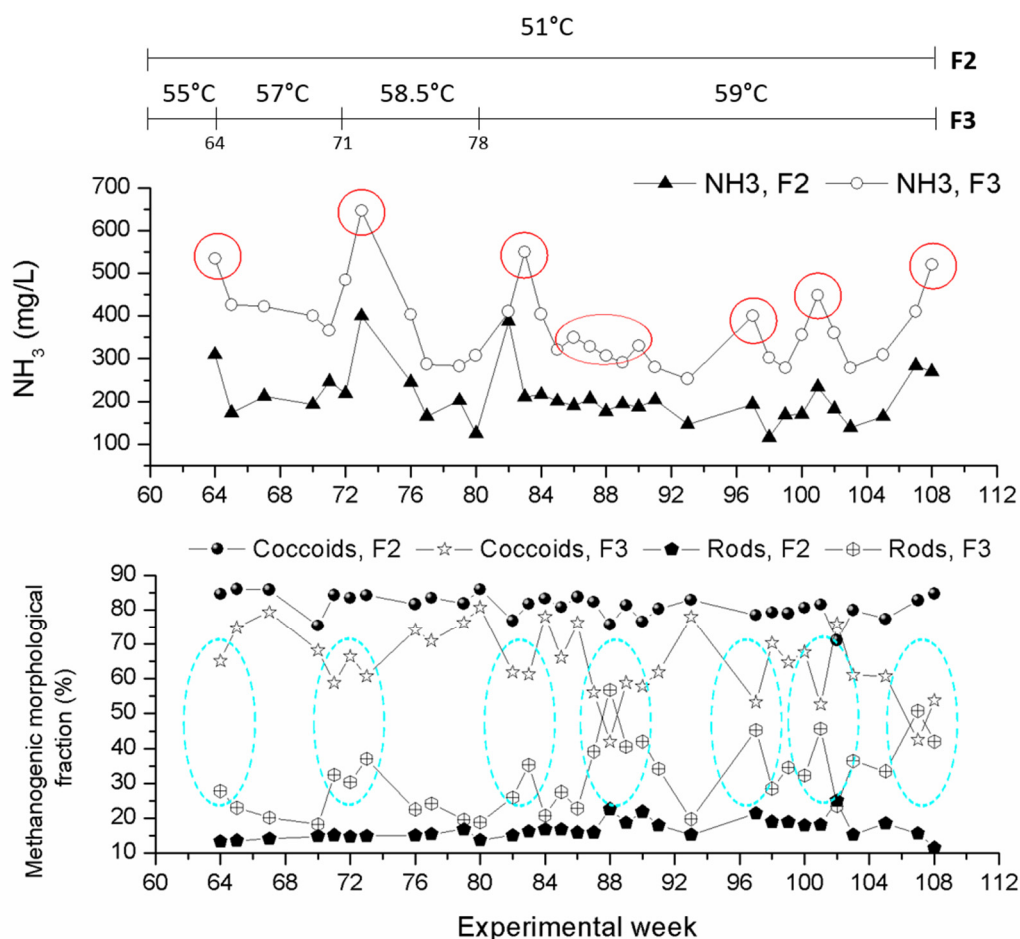 51°C
F2
55°C 57°C 58.5°C 59°C
F3
64 71 78
NH3, F2 NH3, F3
700
600
500
400
300
200
100
NH₃ (mg/L)
60 64 68 72 76 80 84 88 92 96 100 104 108 112
Coccoids, F2 Coccoids, F3 Rods, F2 Rods, F3
90
80
70
60
50
40
30
20
10
Methanogenic morphological
fraction (%)
60 64 68 72 76 80 84 88 92 96 100 104 108 112
Experimental week